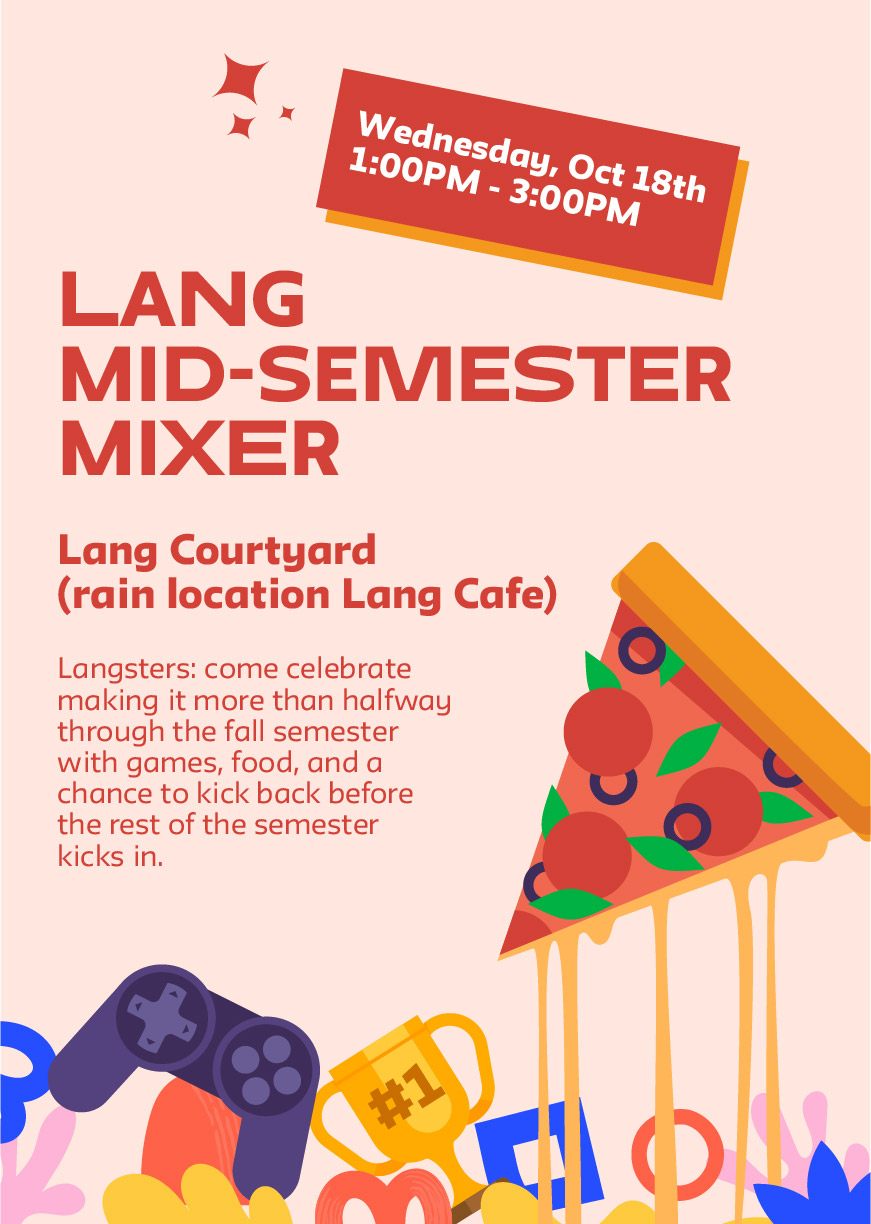 Wednesday, Oct 18th
1:00PM - 3:00PM
LANG
MID-SEMESTER
MIXER
Lang Courtyard
(rain location Lang Cafe)
Langsters: come celebrate
making it more than halfway
through the fall semester
with games, food, and a
chance to kick back before
the rest of the semester
kicks in.
#1